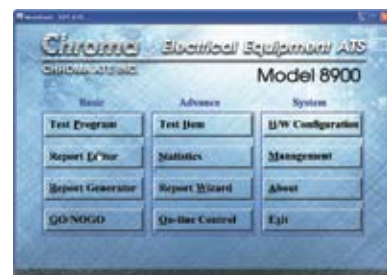 Chroma Electrical Equipment ATS
CHROMA ATE INC.
Model 8900
Basic Advance System
Test Program Test Item H/W Configuration
Report Editor Statistics Management
Report Generator Report Wizard About
GO/NOGO On-line Control Exit